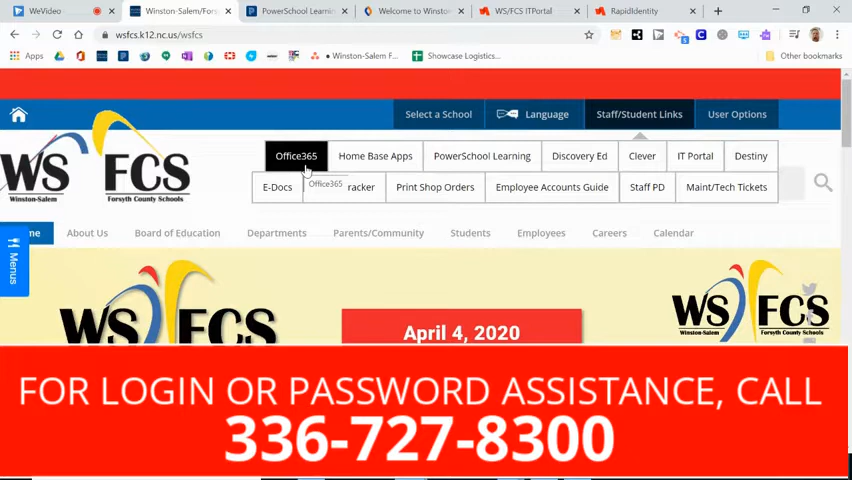 WeVideo
Winston-Salem/Fors
PowerSchool Learnin
Welcome to Winston
WS/FCS ITPortal
RapidIdentity
wsfcs.k12.nc.us/wsfcs
Apps
Winston-Salem F...
Showcase Logistics...
Other bookmarks
Select a School
Language
Staff/Student Links
User Options
WS FCS
Winston-Salem Forsyth County Schools
Office365
Home Base Apps
PowerSchool Learning
Discovery Ed
Clever
IT Portal
Destiny
E-Docs
Office365
racker
Print Shop Orders
Employee Accounts Guide
Staff PD
Maint/Tech Tickets
me
About Us
Board of Education
Departments
Parents/Community
Students
Employees
Careers
Calendar
Menus
WS FCS
April 4, 2020
WS FCS
Winston-Salem Forsyth County Schools
FOR LOGIN OR PASSWORD ASSISTANCE, CALL
336-727-8300